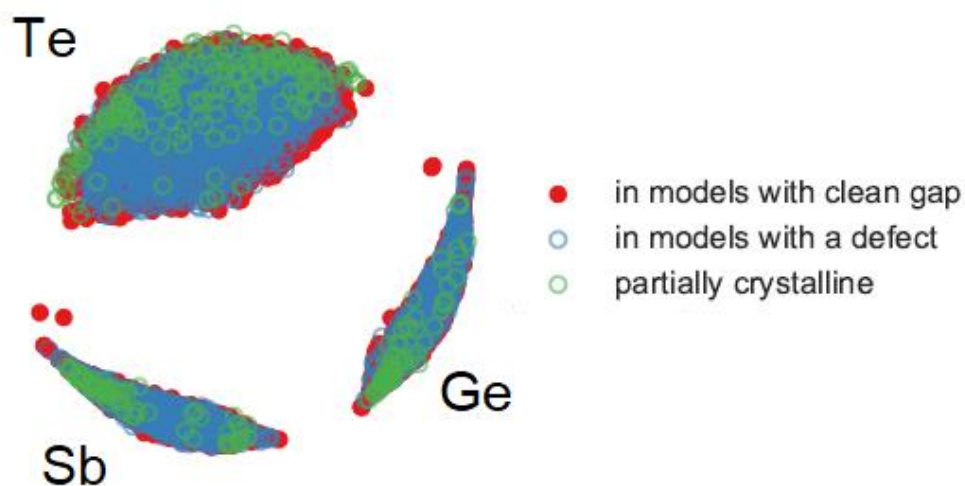 Te
in models with clean gap
in models with a defect
partially crystalline
Ge
Sb